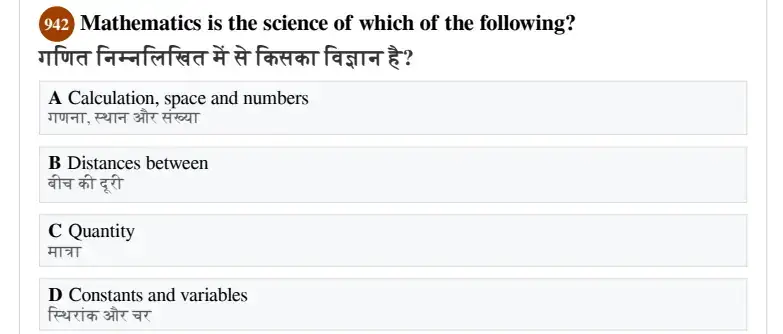 942 Mathematics is the science of which of the following?
गणित निम्नलिखित में से किसका विज्ञान है?
A Calculation, space and numbers
गणना, स्थान और संख्या
B Distances between
बीच की दूरी
C Quantity
मात्रा
D Constants and variables
स्थिरांक और चर